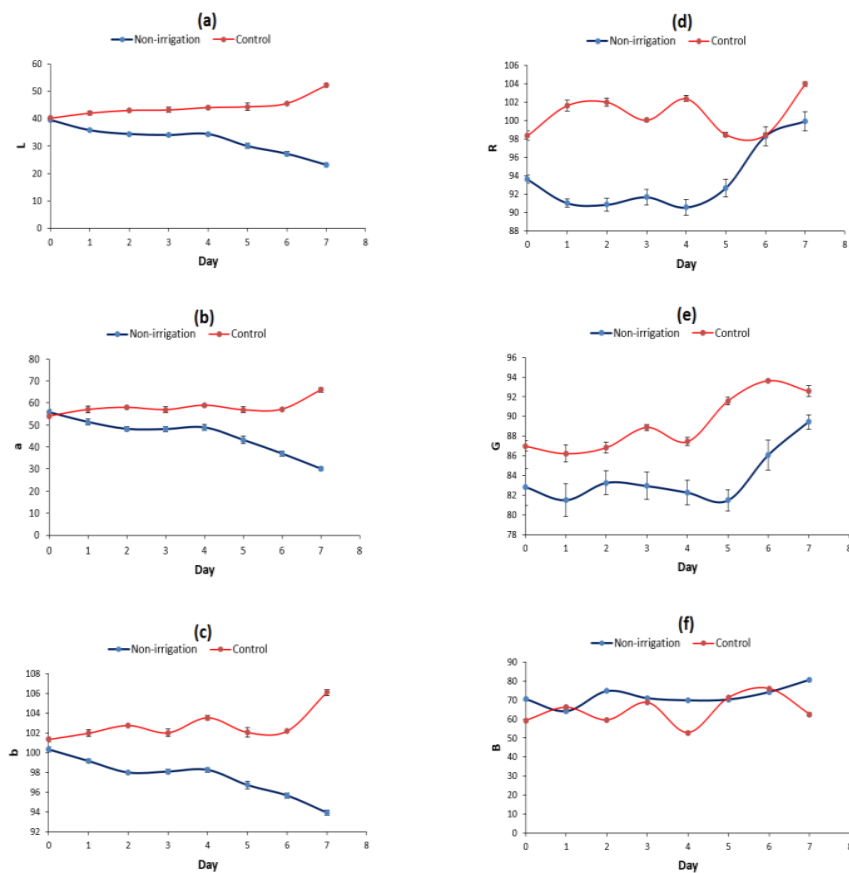 (a)
Non-irrigation Control
60
50
40
30
20
10
0
L
0 1 2 3 4 5 6 7 8
Day
(b)
Non-irrigation Control
80
70
60
50
40
30
20
10
0
a
0 1 2 3 4 5 6 7 8
Day
(c)
Non-irrigation Control
108
106
104
102
100
98
96
94
92
b
0 1 2 3 4 5 6 7 8
Day
(d)
Non-irrigation Control
106
104
102
100
98
96
94
92
90
88
R
0 1 2 3 4 5 6 7 8
Day
(e)
Non-irrigation Control
96
94
92
90
88
86
84
82
80
78
G
0 1 2 3 4 5 6 7 8
Day
(f)
Non-irrigation Control
90
80
70
60
50
40
30
20
10
0
B
0 1 2 3 4 5 6 7 8
Day